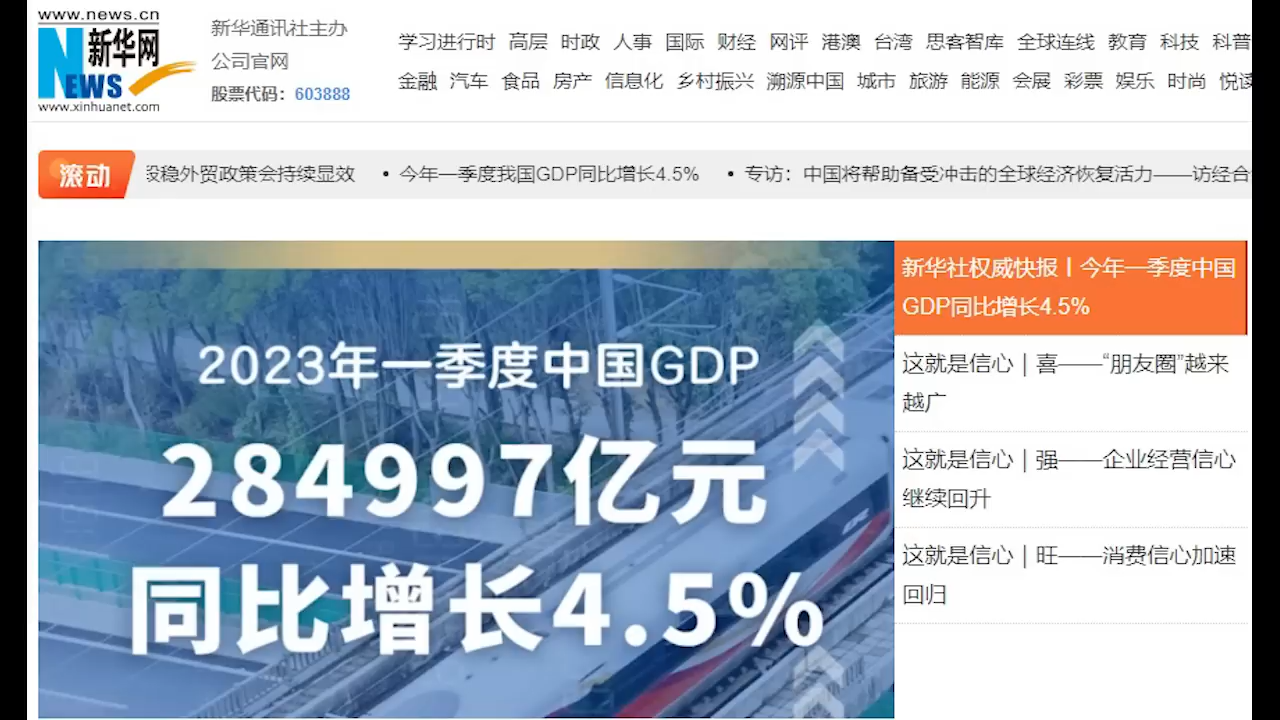 www.news.cn
新华网
NEWS
www.xinhuanet.com
新华通讯社主办
公司官网
股票代码：603888
学习进行时 高层 时政 人事 国际 财经 网评 港澳 台湾 思客智库 全球连线 教育 科技 科普
金融 汽车 食品 房产 信息化 乡村振兴 溯源中国 城市 旅游 能源 会展 彩票 娱乐 时尚 悦读
滚动
段稳外贸政策会持续显效 • 今年一季度我国GDP同比增长4.5% • 专访：中国将帮助备受冲击的全球经济恢复活力——访经合
2023年一季度中国GDP
284997亿元
同比增长4.5%
新华社权威快报丨今年一季度中国
GDP同比增长4.5%
这就是信心｜喜——“朋友圈”越来
越广
这就是信心｜强——企业经营信心
继续回升
这就是信心｜旺——消费信心加速
回归